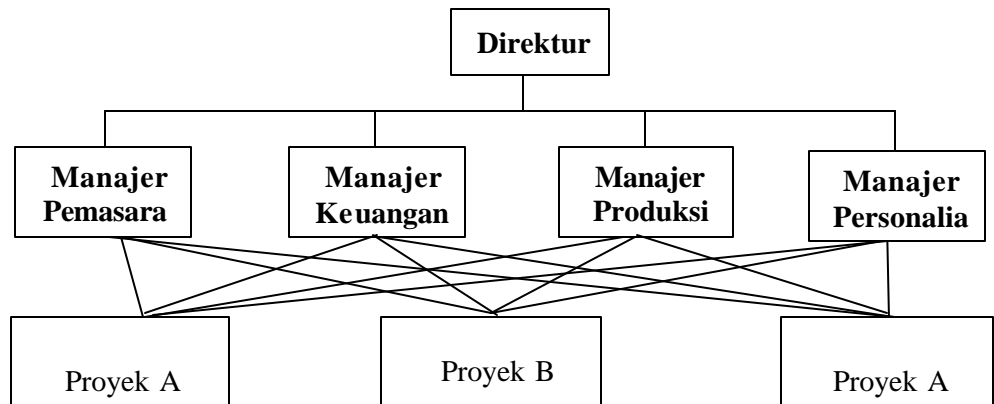 Direktur
Manajer
Pemasara
Manajer
Keuangan
Manajer
Produksi
Manajer
Personalia
Proyek A
Proyek B
Proyek A